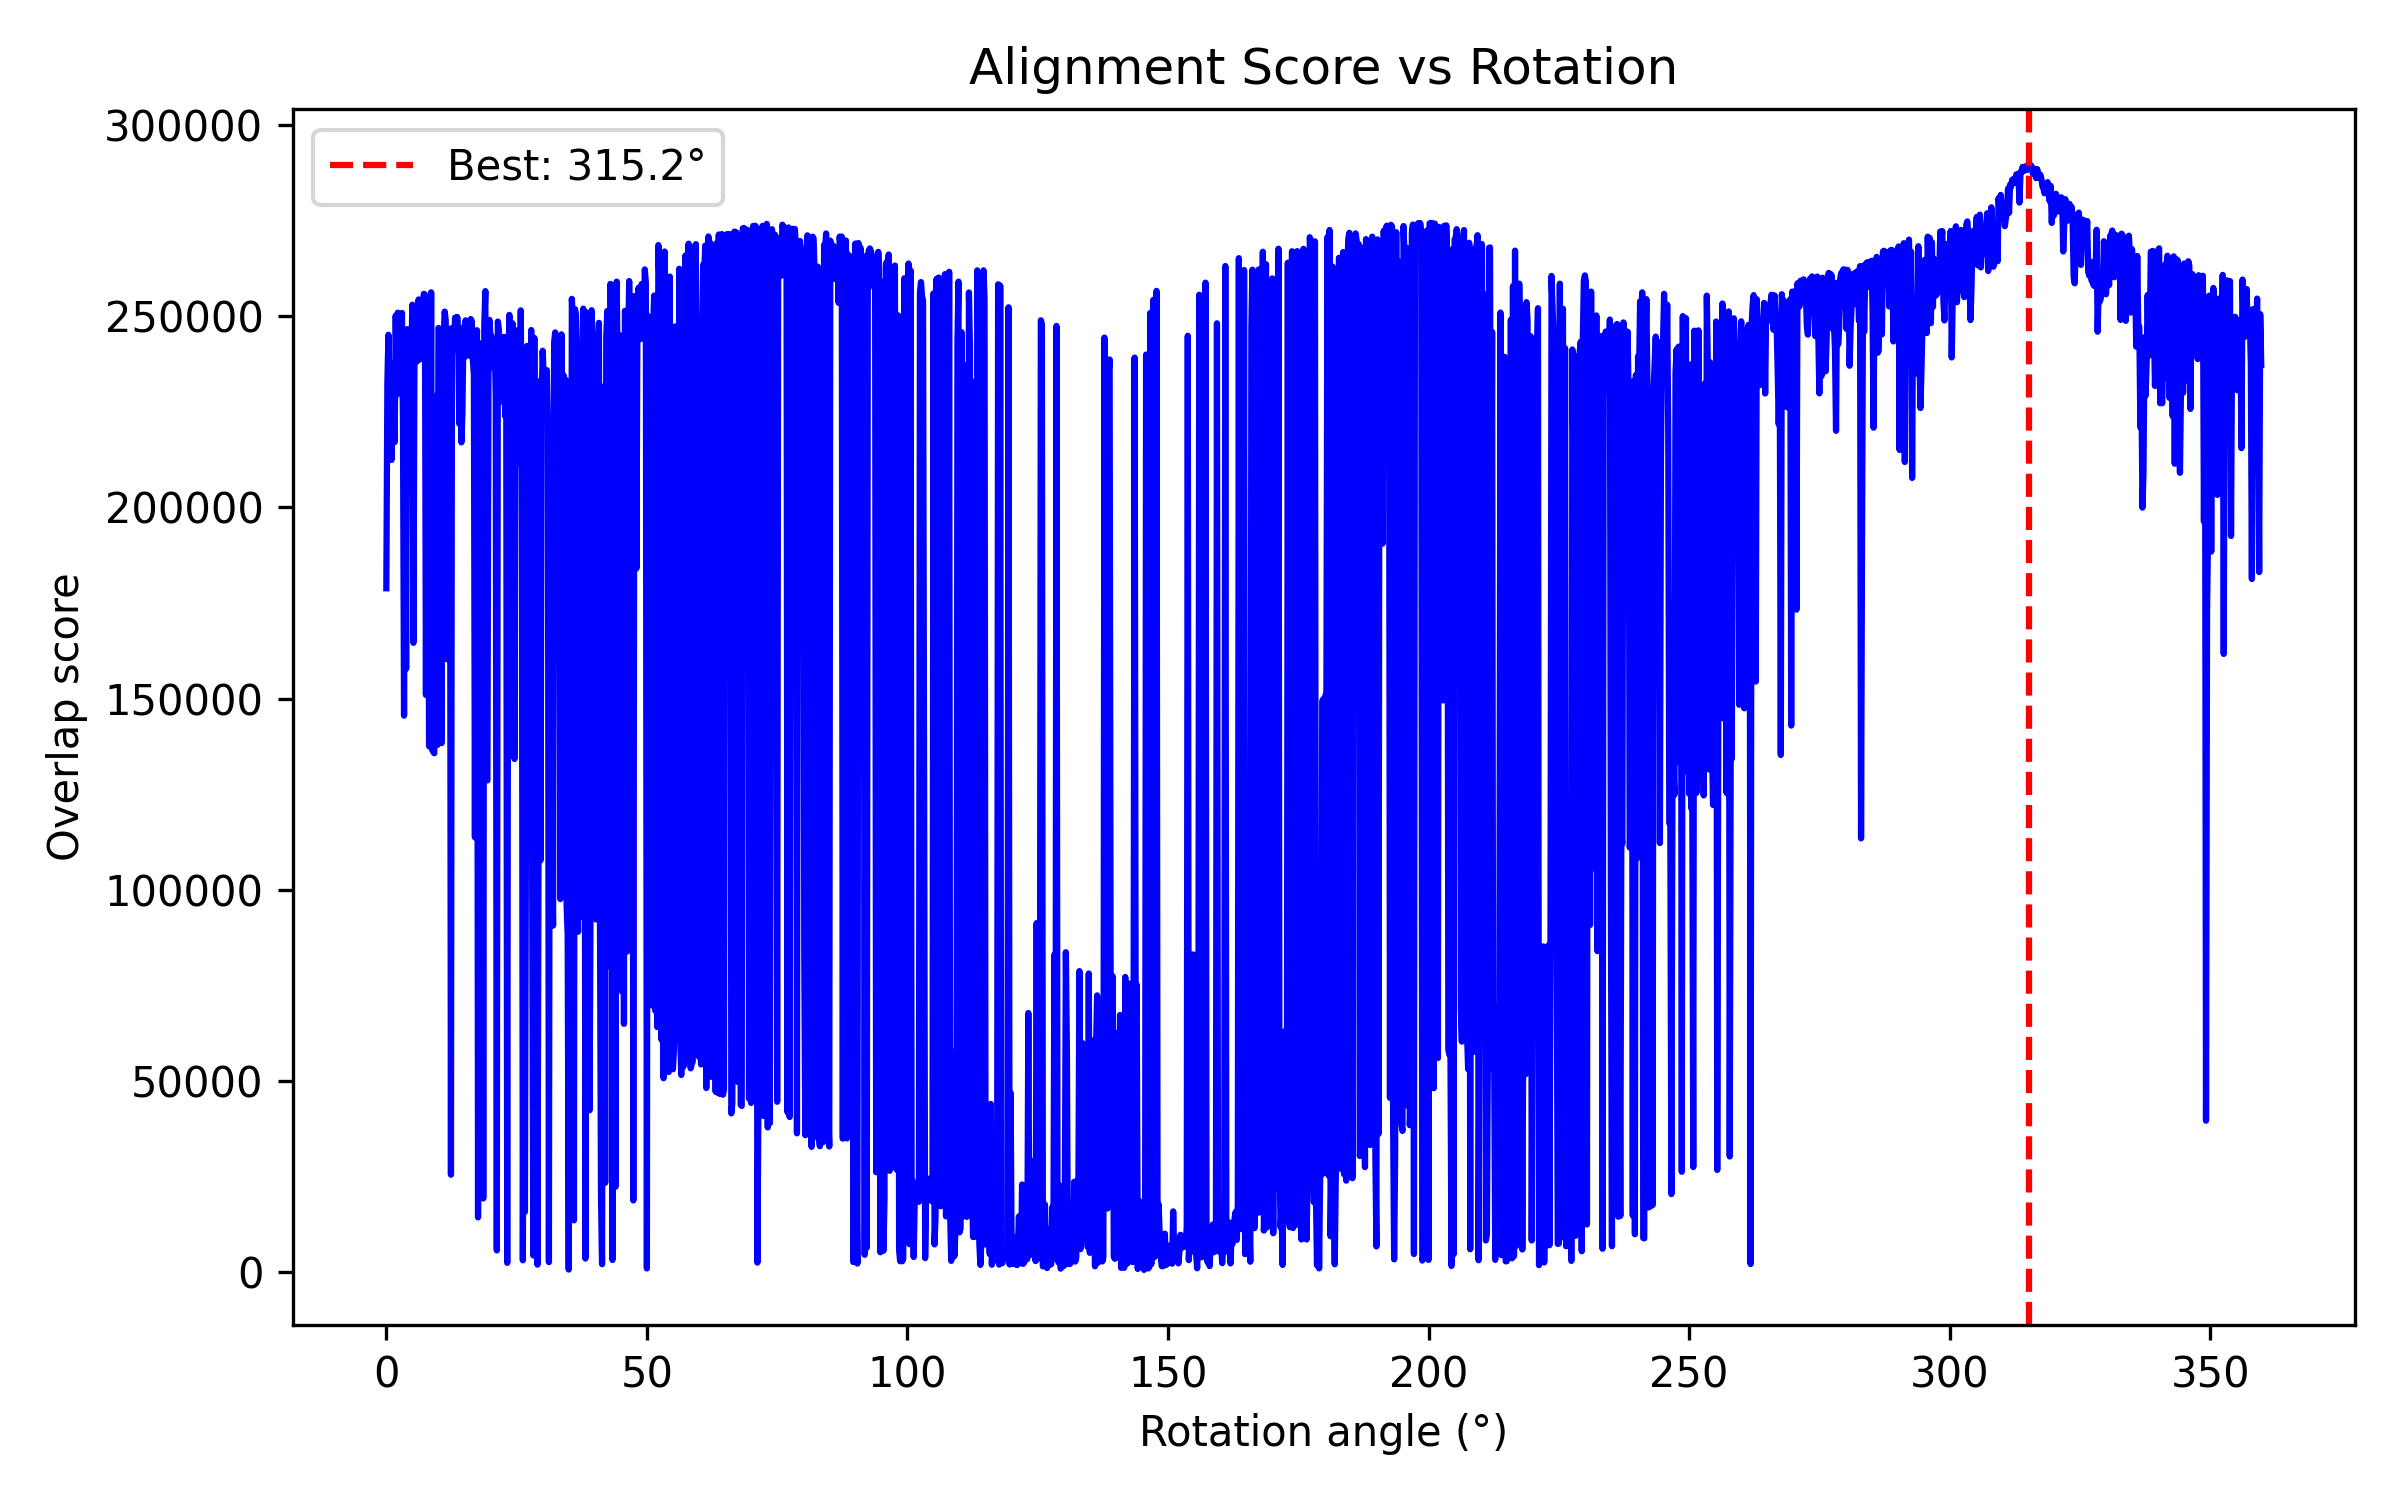 Alignment Score vs Rotation
Best: 315.2°
300000
250000
200000
150000
100000
50000
0
Overlap score
0 50 100 150 200 250 300 350
Rotation angle (°)